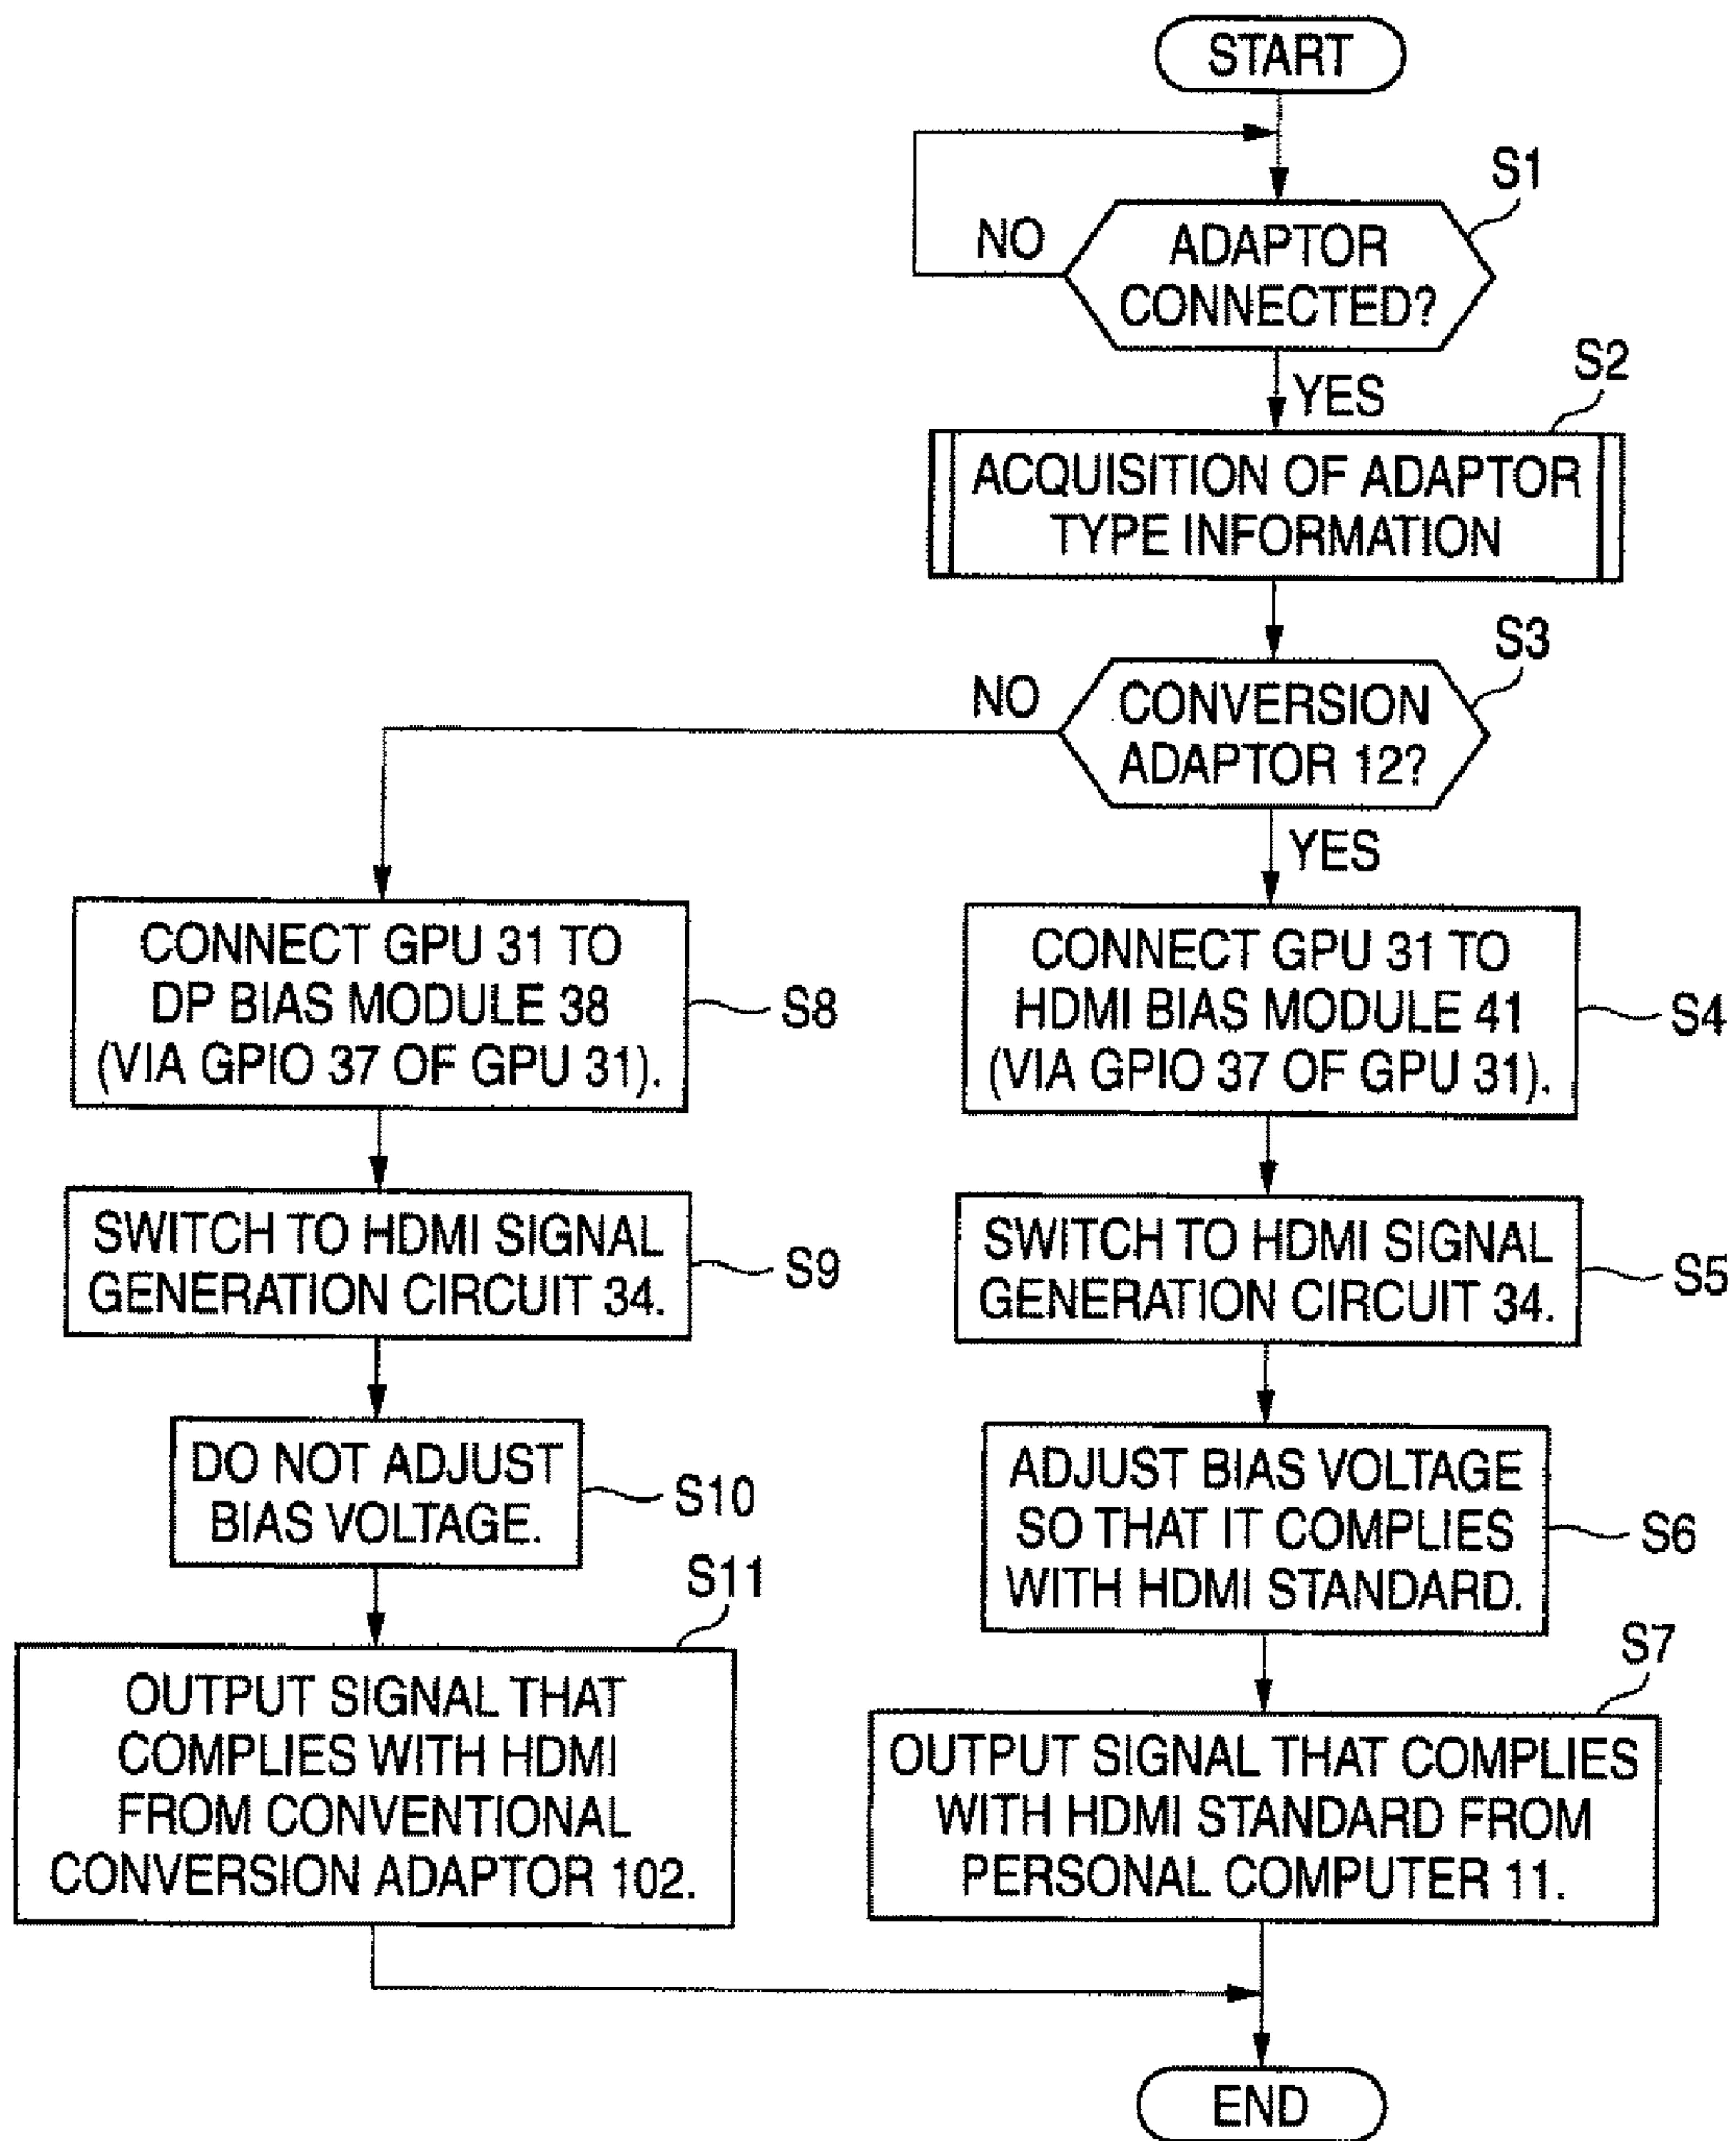 START
S1
NO
ADAPTOR
CONNECTED?
YES
S2
ACQUISITION OF ADAPTOR
TYPE INFORMATION
S3
NO
CONVERSION
ADAPTOR 12?
YES
CONNECT GPU 31 TO
DP BIAS MODULE 38
(VIA GPIO 37 OF GPU 31).
S8
CONNECT GPU 31 TO
HDMI BIAS MODULE 41
(VIA GPIO 37 OF GPU 31).
S4
SWITCH TO HDMI SIGNAL
GENERATION CIRCUIT 34.
S9
SWITCH TO HDMI SIGNAL
GENERATION CIRCUIT 34.
S5
DO NOT ADJUST
BIAS VOLTAGE.
S10
ADJUST BIAS VOLTAGE
SO THAT IT COMPLIES
WITH HDMI STANDARD.
S6
S11
OUTPUT SIGNAL THAT
COMPLIES WITH HDMI
FROM CONVENTIONAL
CONVERSION ADAPTOR 102.
S7
OUTPUT SIGNAL THAT COMPLIES
WITH HDMI STANDARD FROM
PERSONAL COMPUTER 11.
END